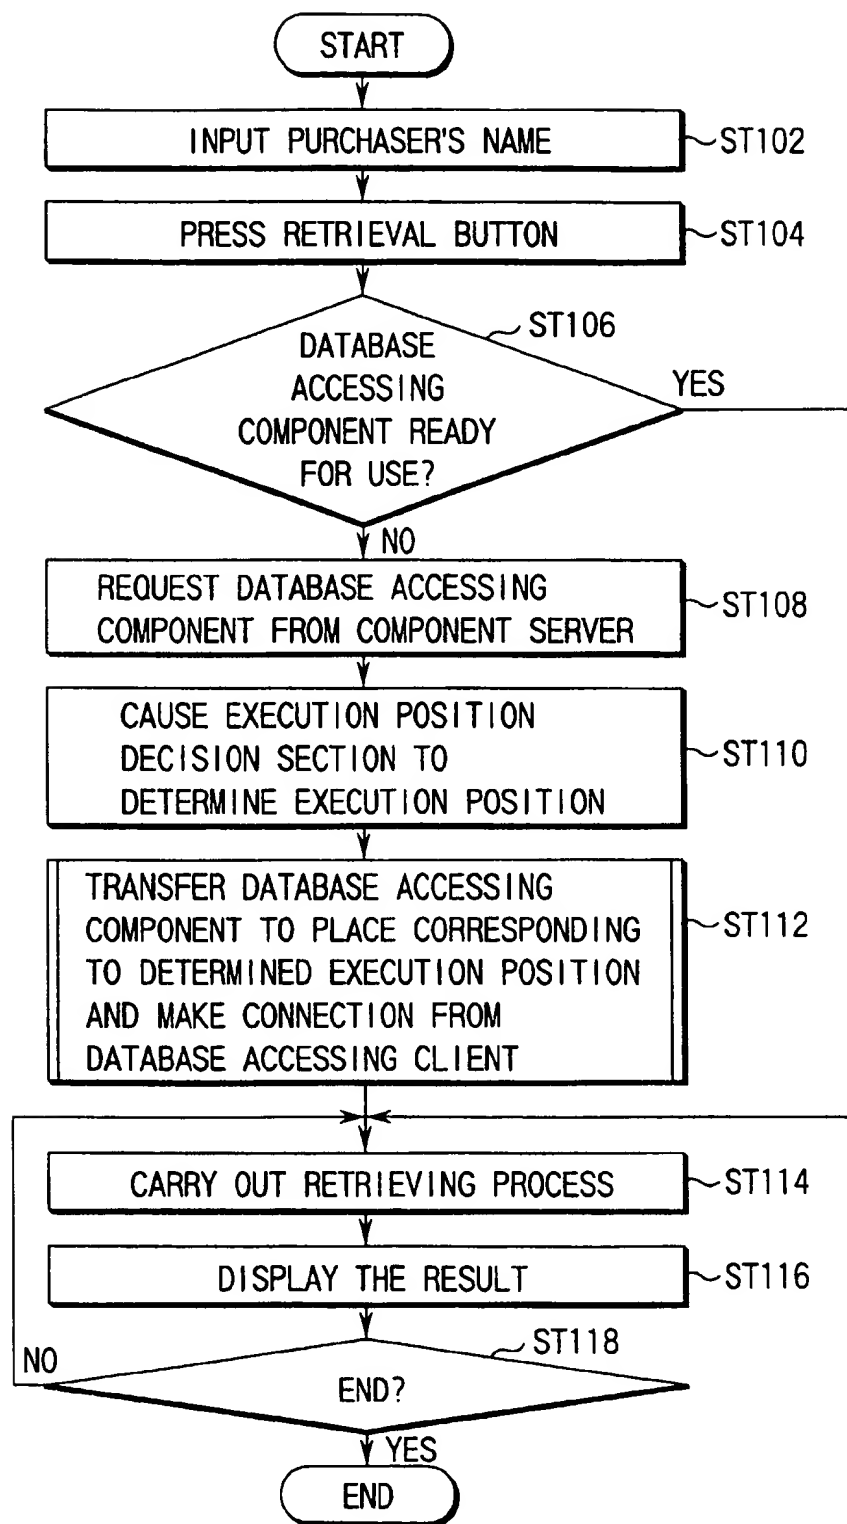 START
INPUT PURCHASER'S NAME
ST102
PRESS RETRIEVAL BUTTON
ST104
ST106
DATABASE
ACCESSING
COMPONENT READY
FOR USE?
YES
NO
REQUEST DATABASE ACCESSING
COMPONENT FROM COMPONENT SERVER
ST108
CAUSE EXECUTION POSITION
DECISION SECTION TO
DETERMINE EXECUTION POSITION
ST110
TRANSFER DATABASE ACCESSING
COMPONENT TO PLACE CORRESPONDING
TO DETERMINED EXECUTION POSITION
AND MAKE CONNECTION FROM
DATABASE ACCESSING CLIENT
ST112
CARRY OUT RETRIEVING PROCESS
ST114
DISPLAY THE RESULT
ST116
ST118
NO
END?
YES
END